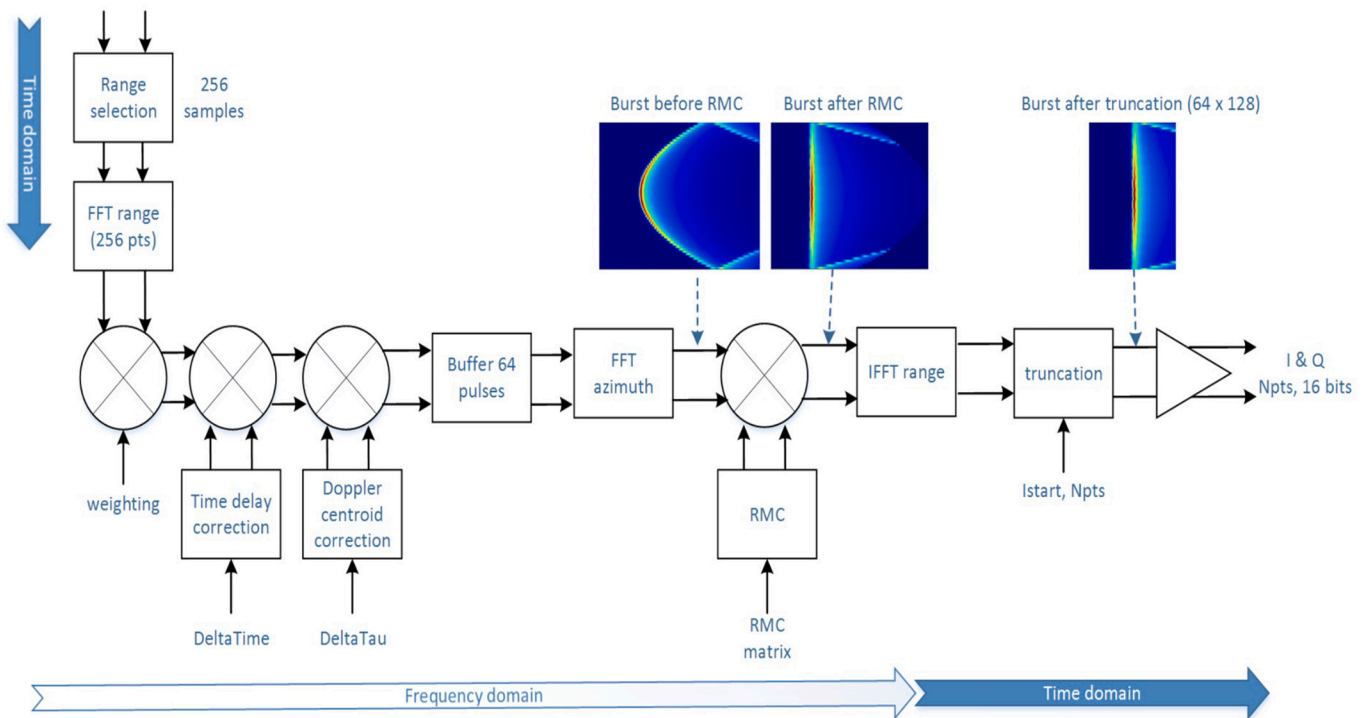 Time domain
Range
selection
256
samples
FFT range
(256 pts)
Burst before RMC
Burst after RMC
Burst after truncation (64 x 128)
Buffer 64
pulses
FFT
azimuth
IFFT range
truncation
I & Q
Npts, 16 bits
weighting
Time delay
correction
Doppler
centroid
correction
RMC
Istart, Npts
DeltaTime
DeltaTau
RMC
matrix
Frequency domain
Time domain